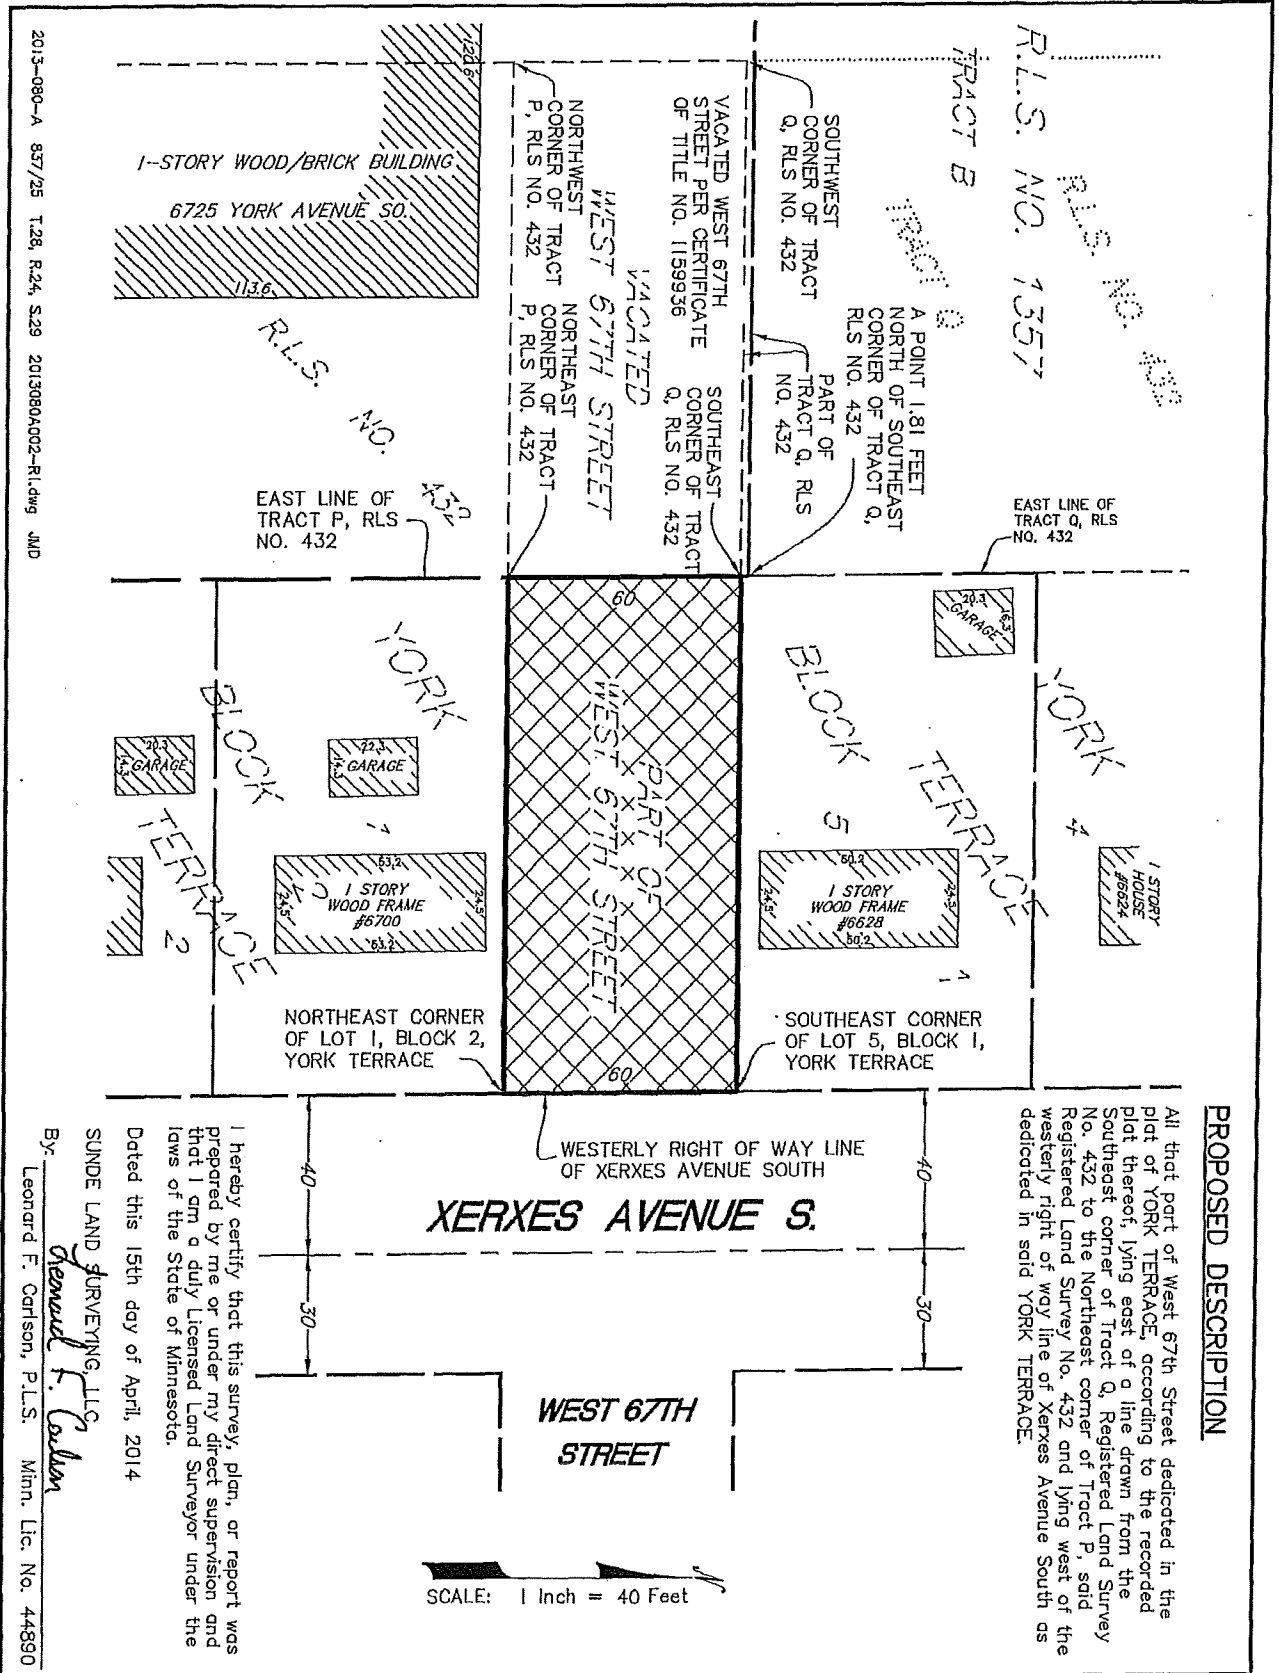 PROPOSED DESCRIPTION
All that part of West 67th Street dedicated in the
plat of YORK TERRACE, according to the recorded
plat thereof, lying east of a line drawn from the
Southeast corner of Tract Q, Registered Land Survey
No. 432 to the Northeast corner of Tract P, said
Registered Land Survey No. 432 and lying west of the
westerly right of way line of Xerxes Avenue South as
dedicated in said YORK TERRACE.
R.L.S. NO. 1357
TRACT B
R.L.S. NO. 432
TRACT Q
SOUTHWEST
CORNER OF TRACT
Q, RLS NO. 432
A POINT 1.81 FEET
NORTH OF SOUTHEAST
CORNER OF TRACT Q,
RLS NO. 432
PART OF
TRACT Q, RLS
NO. 432
VACATED WEST 67TH
STREET PER CERTIFICATE
OF TITLE NO. 1159936
SOUTHEAST
CORNER OF TRACT
Q, RLS NO. 432
VACATED
WEST 67TH STREET
NORTHWEST
CORNER OF TRACT
P, RLS NO. 432
NORTHEAST
CORNER OF TRACT
P, RLS NO. 432
120.6
1-STORY WOOD/BRICK BUILDING
6725 YORK AVENUE SO.
113.6
R.L.S. NO. 432
EAST LINE OF
TRACT P, RLS
NO. 432
EAST LINE OF
TRACT Q, RLS
NO. 432
20.3
16.3
GARAGE
YORK
TERRACE
BLOCK
1
5
4
1 STORY
HOUSE
#6624
50.2
24.5
1 STORY
WOOD FRAME
#6628
24.5
50.2
60
PART OF
WEST 67TH STREET
60
YORK
TERRACE
BLOCK
2
1
2
22.3
14.3
GARAGE
20.3
14.3
GARAGE
53.2
24.5
1 STORY
WOOD FRAME
#6700
24.5
53.2
NORTHEAST CORNER
OF LOT 1, BLOCK 2,
YORK TERRACE
SOUTHEAST CORNER
OF LOT 5, BLOCK 1,
YORK TERRACE
WESTERLY RIGHT OF WAY LINE
OF XERXES AVENUE SOUTH
40
40
XERXES AVENUE S.
30
30
WEST 67TH
STREET
N
SCALE: 1 Inch = 40 Feet
I hereby certify that this survey, plan, or report was
prepared by me or under my direct supervision and
that I am a duly Licensed Land Surveyor under the
laws of the State of Minnesota.
Dated this 15th day of April, 2014
SUNDE LAND SURVEYING, LLC.
By: Leonard F. Carlson
Leonard F. Carlson, P.L.S. Minn. Lic. No. 44890
2013-080-A 837/25 T.28, R.24, S.29 2013080A002-R1.dwg JMD